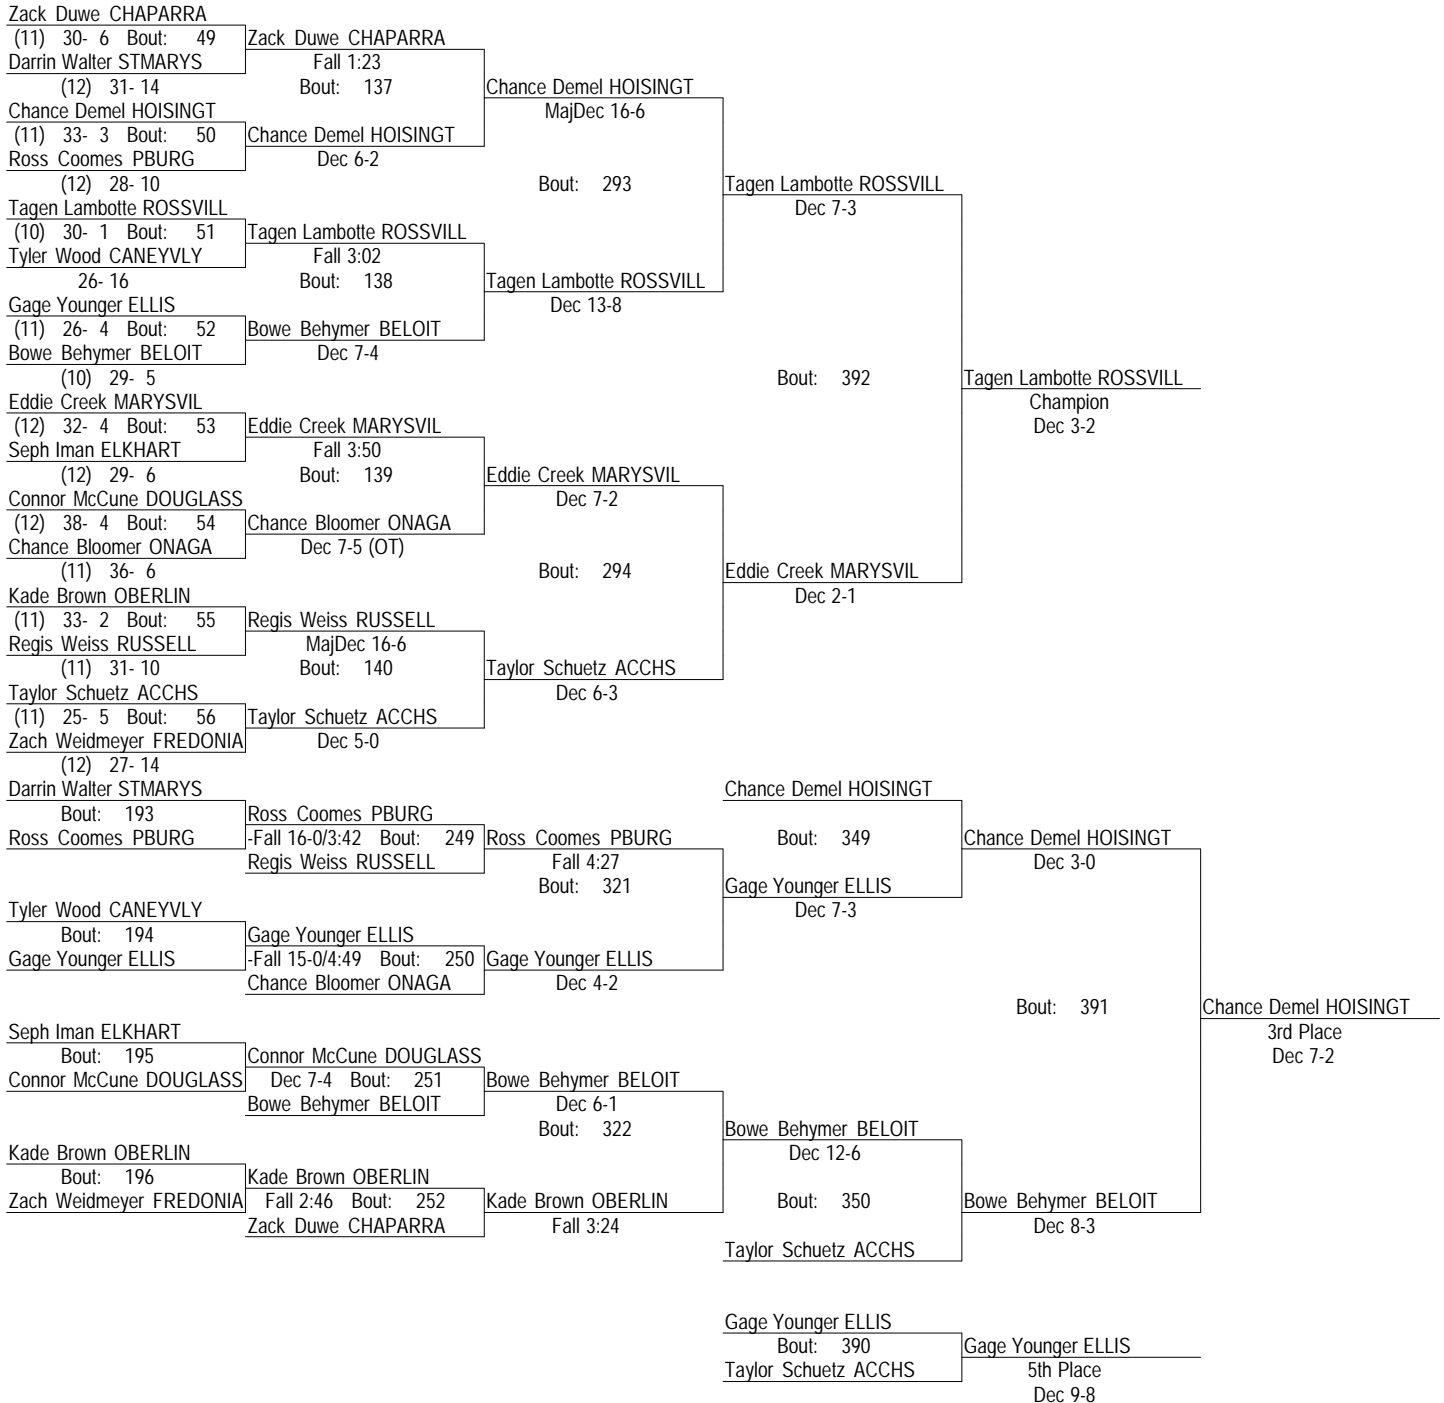 Zack Duwe CHAPARRA
(11) 30- 6 Bout: 49 Zack Duwe CHAPARRA
Darrin Walter STMARYS Fall 1:23
(12) 31- 14 Bout: 137 Chance Demel HOISINGT
Chance Demel HOISINGT MajDec 16-6
(11) 33- 3 Bout: 50 Chance Demel HOISINGT
Ross Coomes PBURG Dec 6-2
(12) 28- 10 Bout: 293 Tagen Lambotte ROSSVILL
Tagen Lambotte ROSSVILL Dec 7-3
(10) 30- 1 Bout: 51 Tagen Lambotte ROSSVILL
Tyler Wood CANEYVLY Fall 3:02
26- 16 Bout: 138 Tagen Lambotte ROSSVILL
Gage Younger ELLIS Dec 13-8
(11) 26- 4 Bout: 52 Bowe Behymer BELOIT
Bowe Behymer BELOIT Dec 7-4
(10) 29- 5 Bout: 392 Tagen Lambotte ROSSVILL
Eddie Creek MARYSVIL Champion
(12) 32- 4 Bout: 53 Eddie Creek MARYSVIL Dec 3-2
Seph Iman ELKHART Fall 3:50
(12) 29- 6 Bout: 139 Eddie Creek MARYSVIL
Connor McCune DOUGLASS Dec 7-2
(12) 38- 4 Bout: 54 Chance Bloomer ONAGA
Chance Bloomer ONAGA Dec 7-5 (OT)
(11) 36- 6 Bout: 294 Eddie Creek MARYSVIL
Kade Brown OBERLIN Dec 2-1
(11) 33- 2 Bout: 55 Regis Weiss RUSSELL
Regis Weiss RUSSELL MajDec 16-6
(11) 31- 10 Bout: 140 Taylor Schuetz ACCHS
Taylor Schuetz ACCHS Dec 6-3
(11) 25- 5 Bout: 56 Taylor Schuetz ACCHS
Zach Weidmeyer FREDONIA Dec 5-0
(12) 27- 14
Darrin Walter STMARYS Chance Demel HOISINGT
Bout: 193 Ross Coomes PBURG
Ross Coomes PBURG -Fall 16-0/3:42 Bout: 249 Ross Coomes PBURG Bout: 349 Chance Demel HOISINGT
Regis Weiss RUSSELL Fall 4:27 Dec 3-0
Bout: 321 Gage Younger ELLIS
Tyler Wood CANEYVLY Dec 7-3
Bout: 194 Gage Younger ELLIS
Gage Younger ELLIS -Fall 15-0/4:49 Bout: 250 Gage Younger ELLIS
Chance Bloomer ONAGA Dec 4-2
Bout: 391 Chance Demel HOISINGT
Seph Iman ELKHART 3rd Place
Bout: 195 Connor McCune DOUGLASS Dec 7-2
Connor McCune DOUGLASS Dec 7-4 Bout: 251 Bowe Behymer BELOIT
Bowe Behymer BELOIT Dec 6-1
Bout: 322 Bowe Behymer BELOIT
Kade Brown OBERLIN Dec 12-6
Bout: 196 Kade Brown OBERLIN
Zach Weidmeyer FREDONIA Fall 2:46 Bout: 252 Kade Brown OBERLIN Bout: 350 Bowe Behymer BELOIT
Zack Duwe CHAPARRA Fall 3:24 Dec 8-3
Taylor Schuetz ACCHS
Gage Younger ELLIS
Bout: 390 Gage Younger ELLIS
Taylor Schuetz ACCHS 5th Place
Dec 9-8